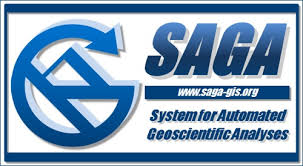 SAGA
www.saga-gis.org
System for Automated
Geoscientific Analyses